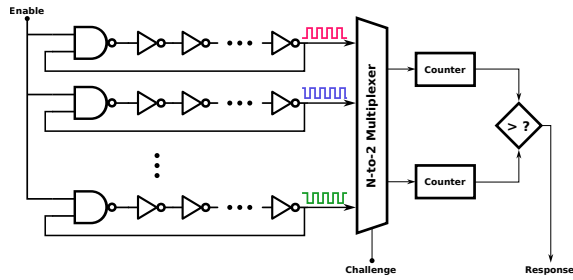 Enable
N-to-2 Multiplexer
Counter
> ?
Counter
Challenge
Response